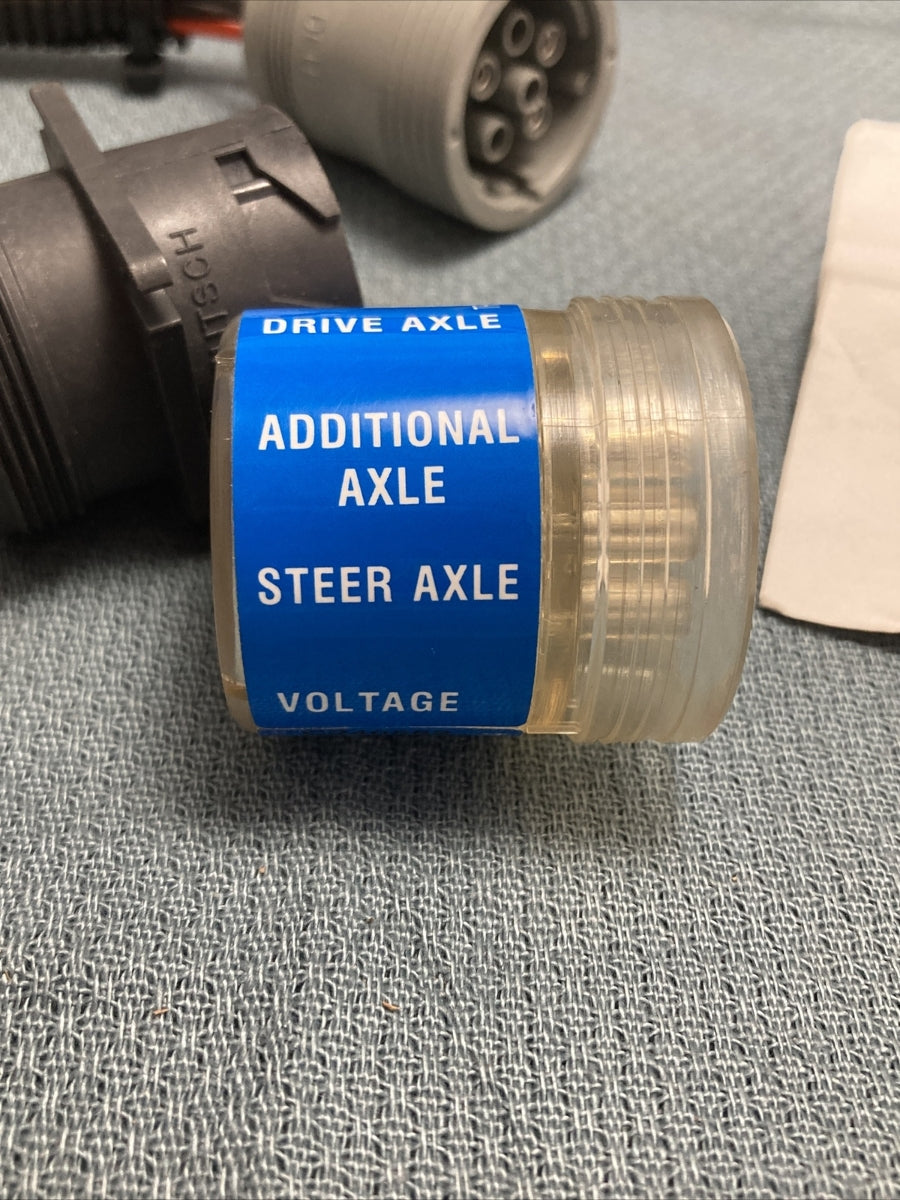 DRIVE AXLE
ADDITIONAL
AXLE
STEER AXLE
VOLTAGE